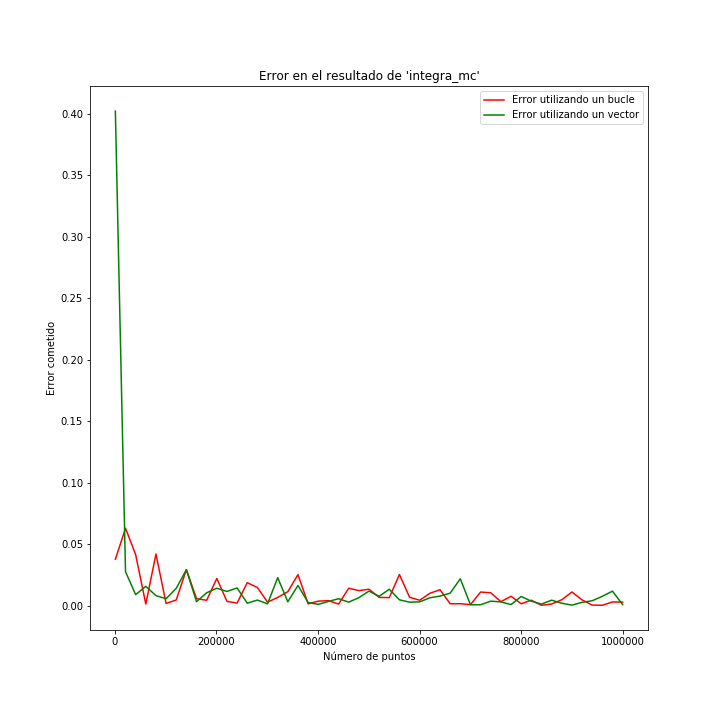 Error en el resultado de 'integra_mc'
Error utilizando un bucle
Error utilizando un vector
Error cometido
0.40
0.35
0.30
0.25
0.20
0.15
0.10
0.05
0.00
0 200000 400000 600000 800000 1000000
Número de puntos